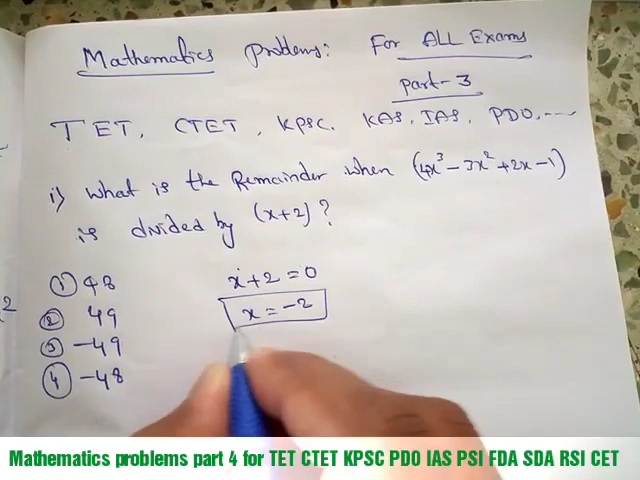 Mathematics problems: For ALL Exams
part-3
TET, CTET, KPSC. KAS, IAS, PDO,...
i) What is the Remainder when (4x³-3x²+2x-1)
is divided by (x+2)?
① 48
x+2=0
② 49
x=-2
③ -49
④ -48
2
Mathematics problems part 4 for TET CTET KPSC PDO IAS PSI FDA SDA RSI CET